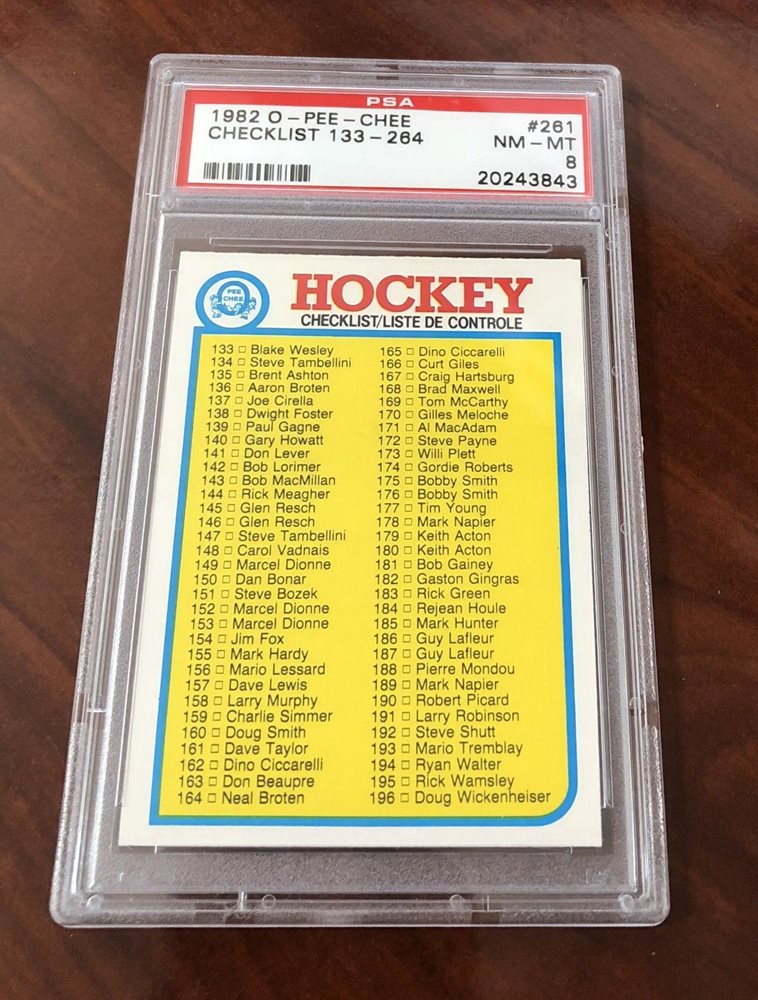 PSA
1982 O-PEE-CHEE #261
CHECKLIST 133-264 NM-MT
8
20243843
PEE
CHEE
HOCKEY
CHECKLIST/LISTE DE CONTROLE
133 □ Blake Wesley
134 □ Steve Tambellini
135 □ Brent Ashton
136 □ Aaron Broten
137 □ Joe Cirella
138 □ Dwight Foster
139 □ Paul Gagne
140 □ Gary Howatt
141 □ Don Lever
142 □ Bob Lorimer
143 □ Bob MacMillan
144 □ Rick Meagher
145 □ Glen Resch
146 □ Glen Resch
147 □ Steve Tambellini
148 □ Carol Vadnais
149 □ Marcel Dionne
150 □ Dan Bonar
151 □ Steve Bozek
152 □ Marcel Dionne
153 □ Marcel Dionne
154 □ Jim Fox
155 □ Mark Hardy
156 □ Mario Lessard
157 □ Dave Lewis
158 □ Larry Murphy
159 □ Charlie Simmer
160 □ Doug Smith
161 □ Dave Taylor
162 □ Dino Ciccarelli
163 □ Don Beaupre
164 □ Neal Broten
165 □ Dino Ciccarelli
166 □ Curt Giles
167 □ Craig Hartsburg
168 □ Brad Maxwell
169 □ Tom McCarthy
170 □ Gilles Meloche
171 □ Al MacAdam
172 □ Steve Payne
173 □ Willi Plett
174 □ Gordie Roberts
175 □ Bobby Smith
176 □ Bobby Smith
177 □ Tim Young
178 □ Mark Napier
179 □ Keith Acton
180 □ Keith Acton
181 □ Bob Gainey
182 □ Gaston Gingras
183 □ Rick Green
184 □ Rejean Houle
185 □ Mark Hunter
186 □ Guy Lafleur
187 □ Guy Lafleur
188 □ Pierre Mondou
189 □ Mark Napier
190 □ Robert Picard
191 □ Larry Robinson
192 □ Steve Shutt
193 □ Mario Tremblay
194 □ Ryan Walter
195 □ Rick Wamsley
196 □ Doug Wickenheiser